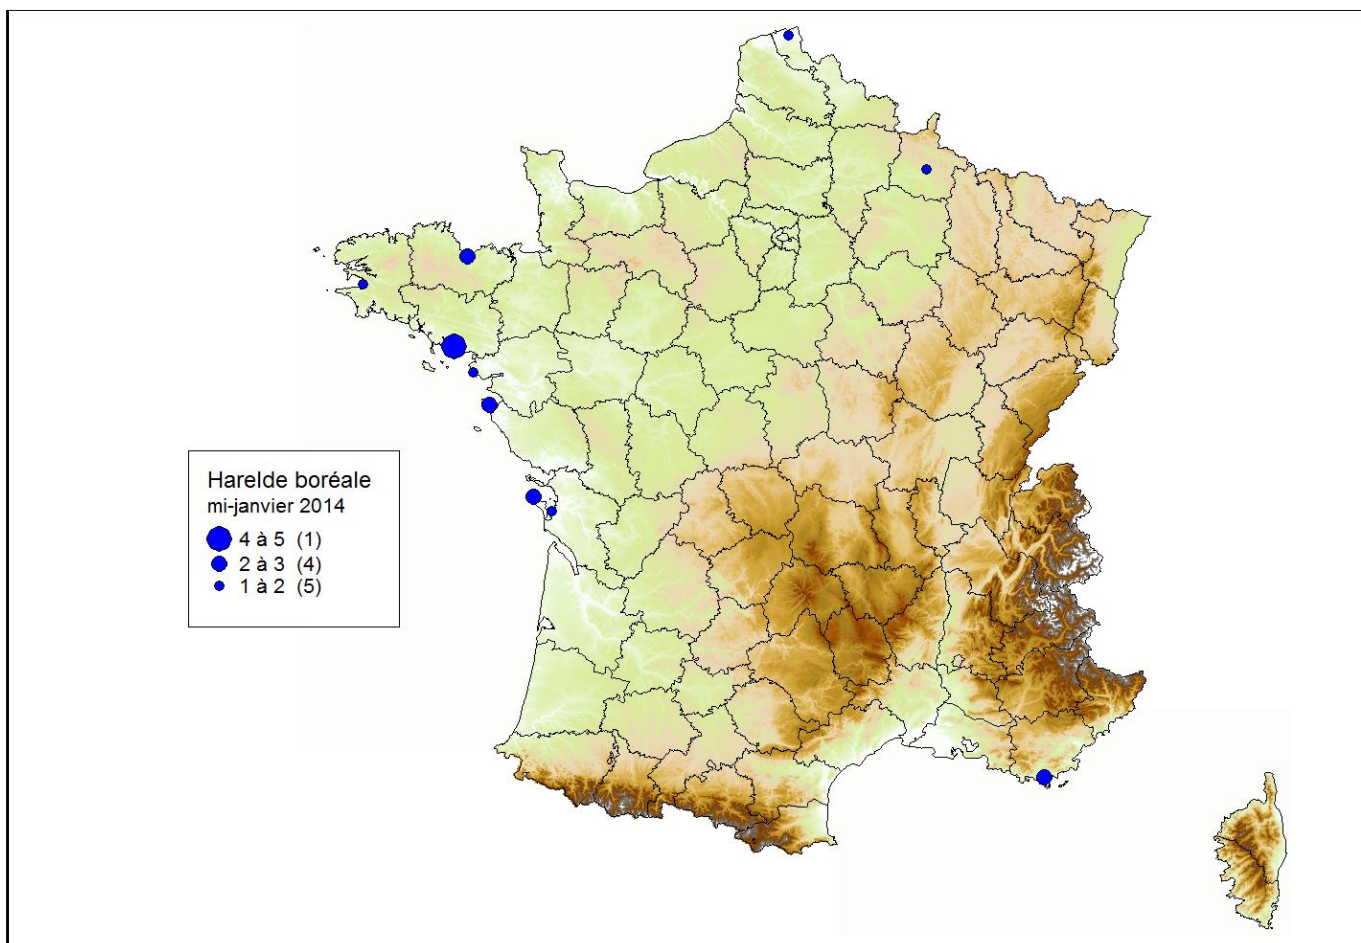 Harelde boréale
mi-janvier 2014
4 à 5 (1)
2 à 3 (4)
1 à 2 (5)